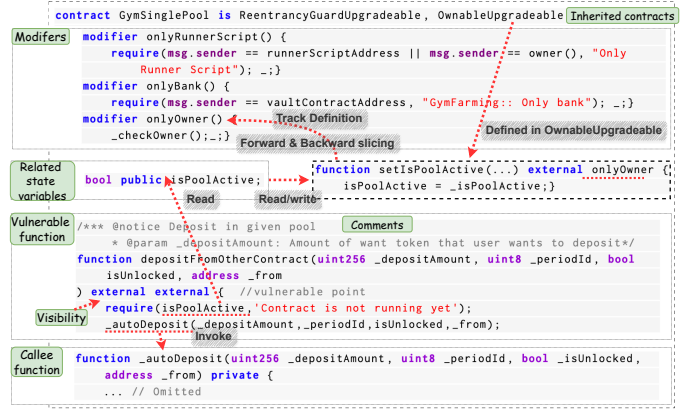 contract GymSinglePool is ReentrancyGuardUpgradeable, OwnableUpgradeable
Inherited contracts
Modifers
modifier onlyRunnerScript() {
require(msg.sender == runnerScriptAddress || msg.sender == owner(), "Only
Runner Script"); _;}
modifier onlyBank() {
require(msg.sender == vaultContractAddress, "GymFarming:: Only bank"); _;}
modifier onlyOwner() {
Track Definition
_checkOwner();_;}
Defined in OwnableUpgradeable
Forward & Backward slicing
Related
state
variables
bool public isPoolActive;
function setIsPoolActive(...) external onlyOwner {
isPoolActive = _isPoolActive;}
Read
Read/write
Vulnerable
function
/*** @notice Deposit in given pool
Comments
* @param _depositAmount: Amount of want token that user wants to deposit*/
function depositFromOtherContract(uint256 _depositAmount, uint8 _periodId, bool
isUnlocked, address _from
) external external {  //vulnerable point
Visibility
require(isPoolActive,'Contract is not running yet');
_autoDeposit(_depositAmount,_periodId,isUnlocked,_from);
Invoke
Callee
function
function _autoDeposit(uint256 _depositAmount, uint8 _periodId, bool _isUnlocked,
address _from) private {
... // Omitted